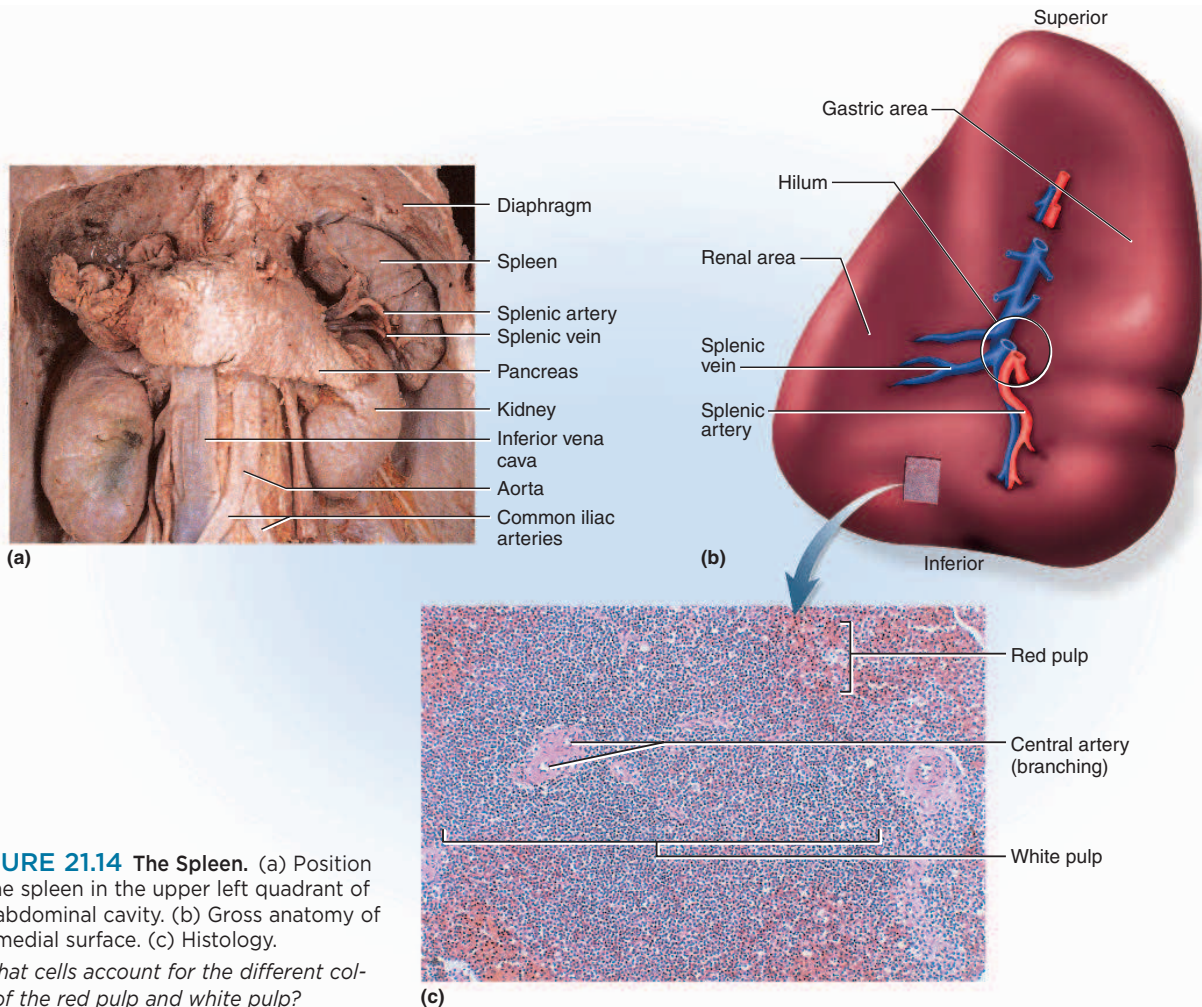 Superior
Gastric area
Hilum
Renal area
Splenic
vein
Splenic
artery
Inferior
(b)
Diaphragm
Spleen
Splenic artery
Splenic vein
Pancreas
Kidney
Inferior vena
cava
Aorta
Common iliac
arteries
(a)
Red pulp
Central artery
(branching)
White pulp
(c)
URE 21.14 The Spleen. (a) Position
he spleen in the upper left quadrant of
abdominal cavity. (b) Gross anatomy of
medial surface. (c) Histology.
hat cells account for the different col-
of the red pulp and white pulp?